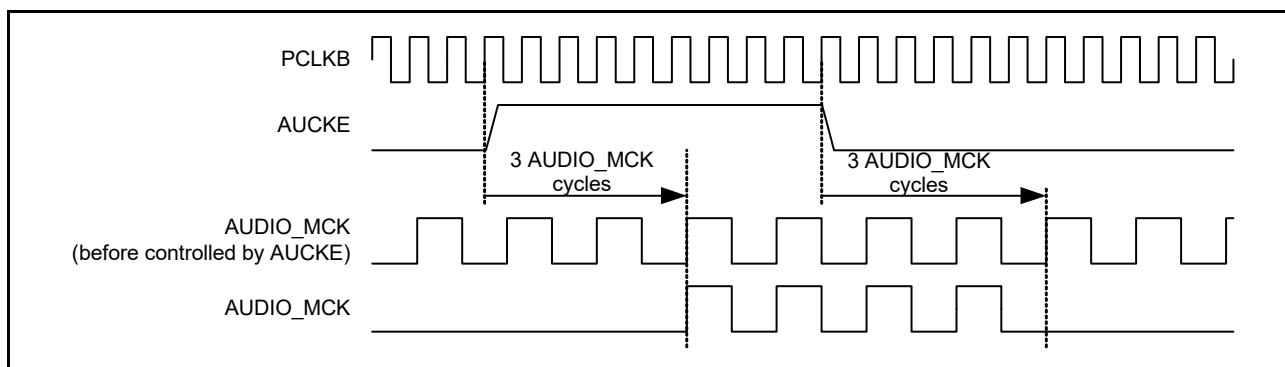 PCLKB
AUCKE
3 AUDIO_MCK
cycles
3 AUDIO_MCK
cycles
AUDIO_MCK
(before controlled by AUCKE)
AUDIO_MCK